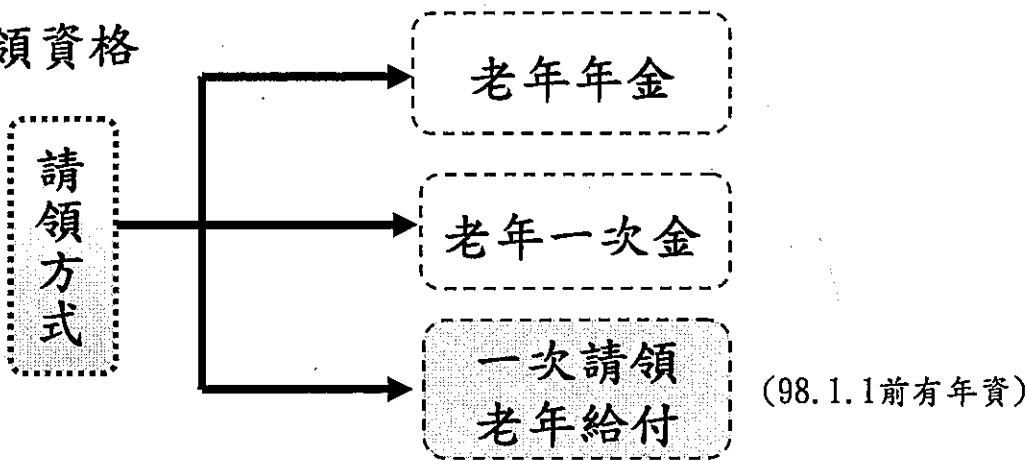 領資格
請領方式
老年年金
老年一次金
一次請領
老年給付
(98.1.1前有年資)